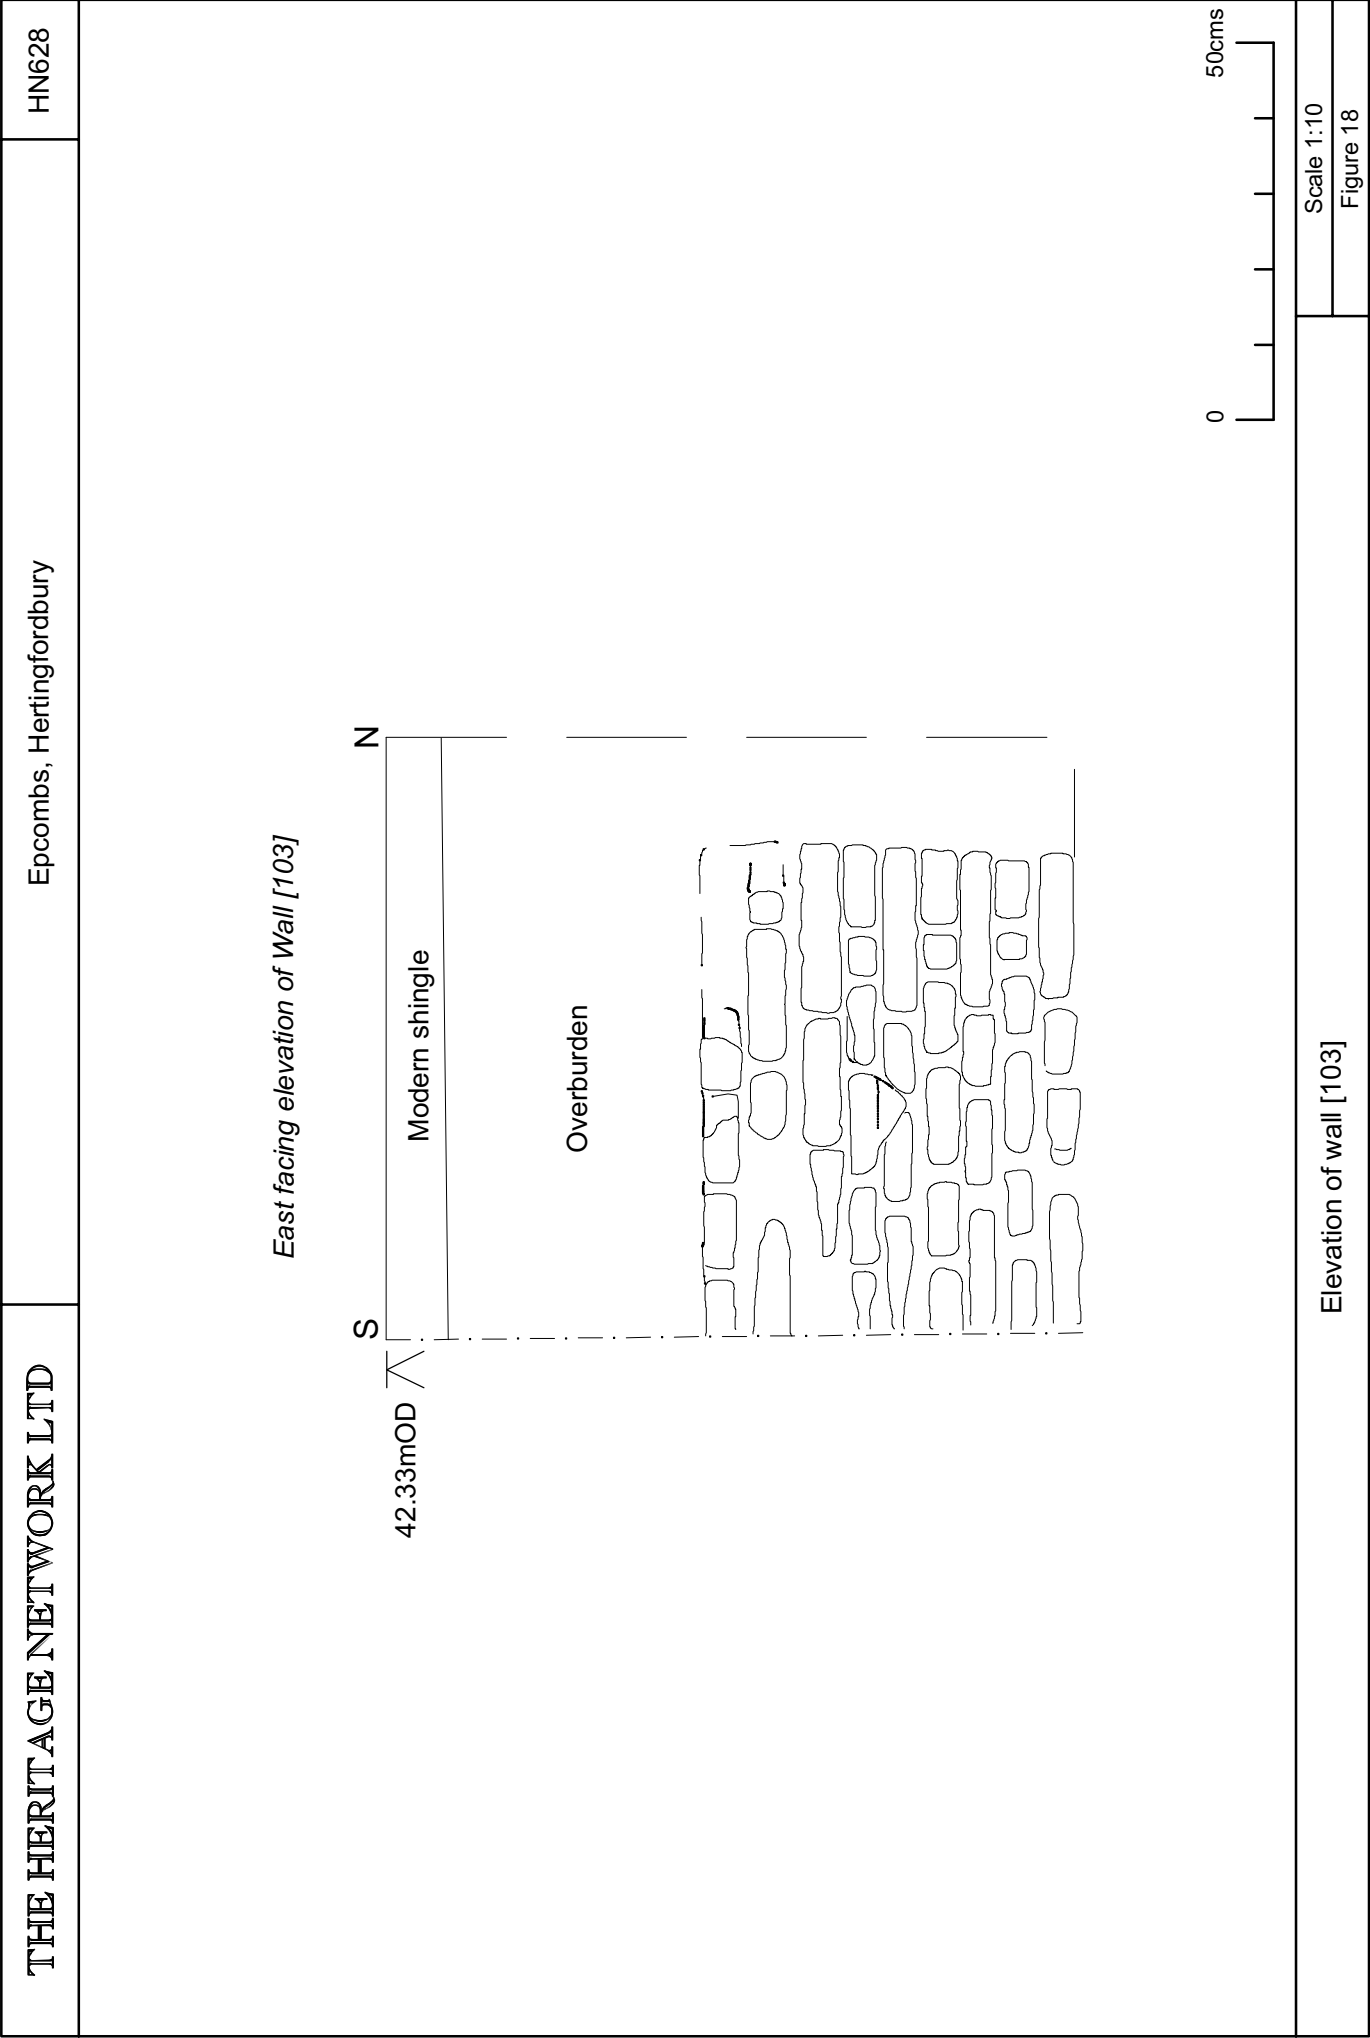 THE HERITAGE NETWORK LTD
Epcombs, Hertingfordbury
HN628
East facing elevation of Wall [103]
S
N
42.33mOD
Modern shingle
Overburden
0
50cms
Elevation of wall [103]
Scale 1:10
Figure 18